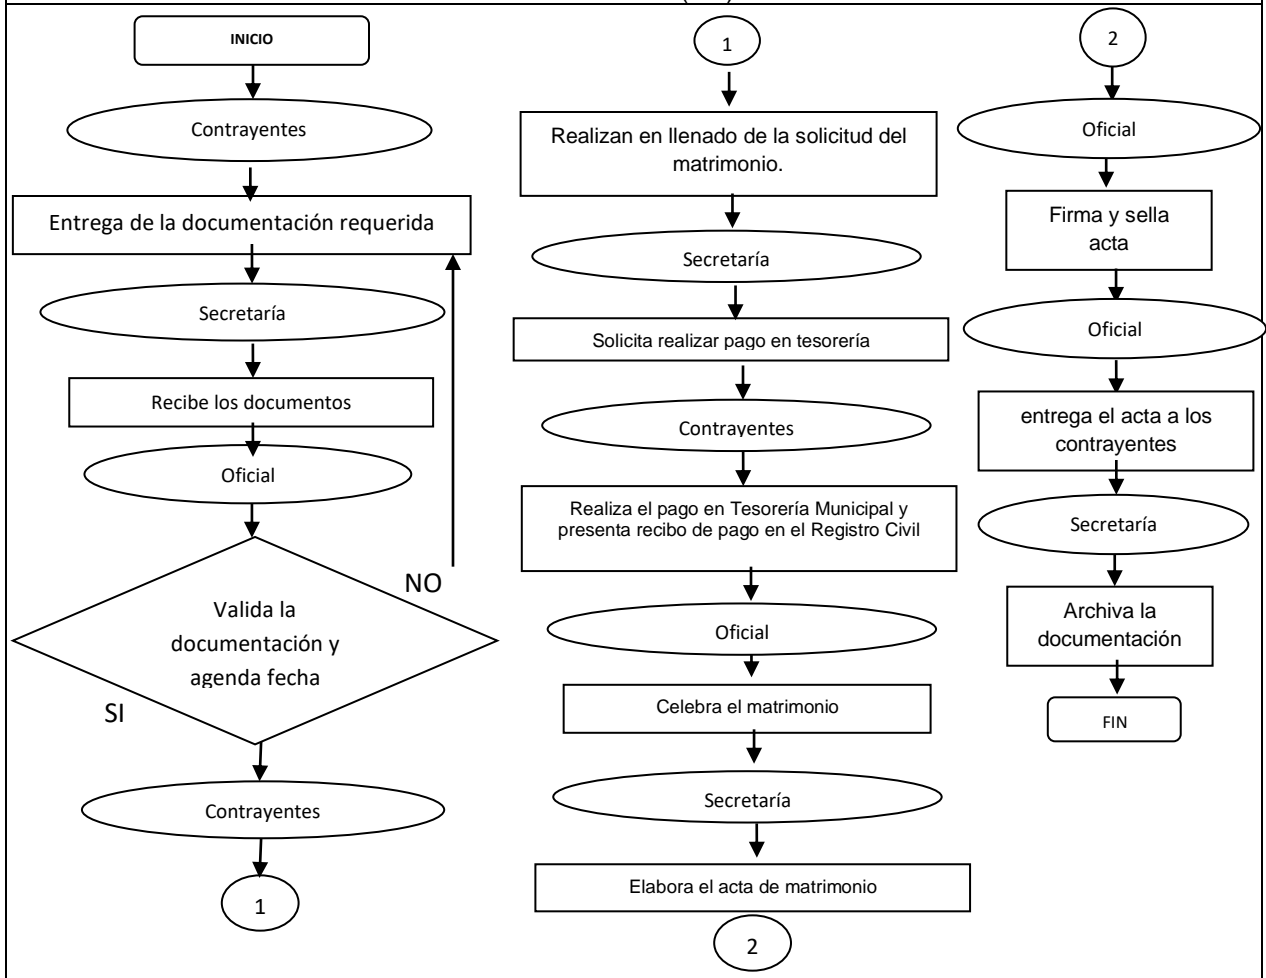 INICIO
Contrayentes
Entrega de la documentación requerida
Secretaría
Recibe los documentos
Oficial
NO
Valida la
documentación y
agenda fecha
SI
Contrayentes
1
1
Realizan en llenado de la solicitud del
matrimonio.
Secretaría
Solicita realizar pago en tesorería
Contrayentes
Realiza el pago en Tesorería Municipal y
presenta recibo de pago en el Registro Civil
Oficial
Celebra el matrimonio
Secretaría
Elabora el acta de matrimonio
2
2
Oficial
Firma y sella
acta
Oficial
entrega el acta a los
contrayentes
Secretaría
Archiva la
documentación
FIN